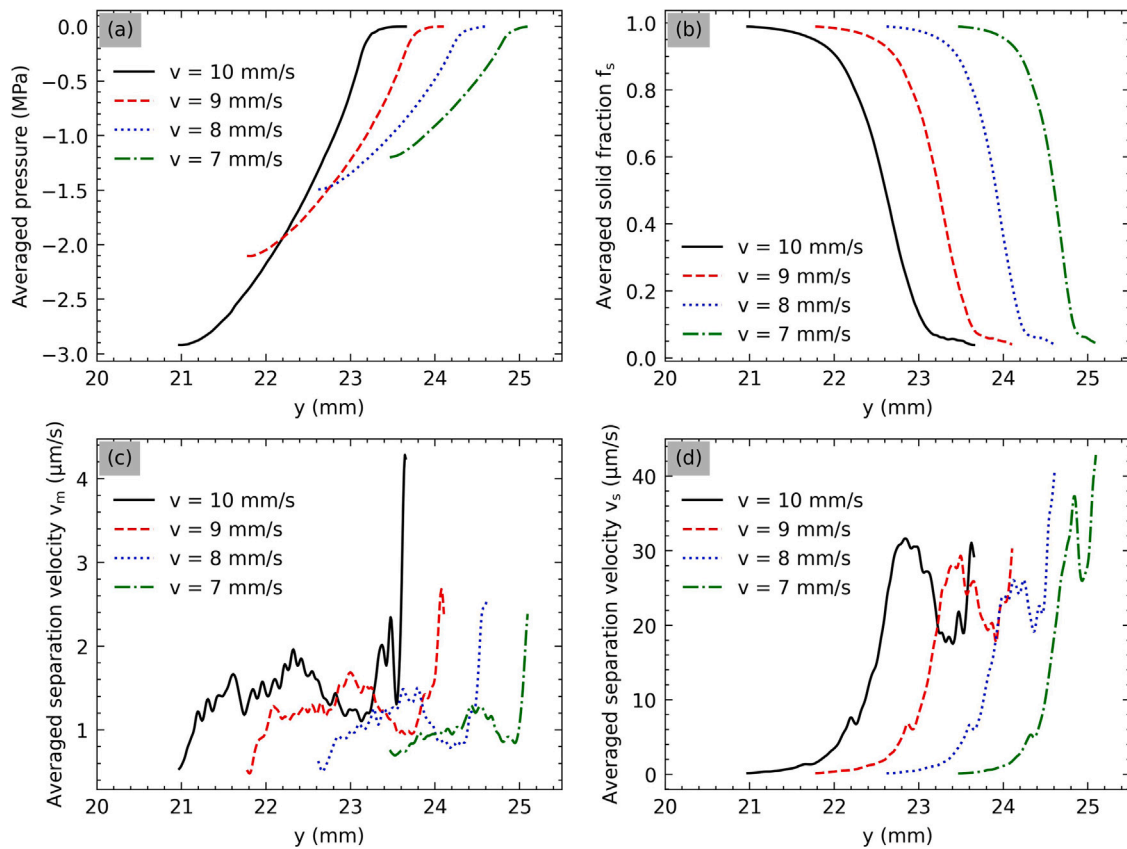 (a)
Averaged pressure (MPa)
0.0
−0.5
−1.0
−1.5
−2.0
−2.5
−3.0
v = 10 mm/s
v = 9 mm/s
v = 8 mm/s
v = 7 mm/s
20 21 22 23 24 25
y (mm)
(b)
Averaged solid fraction fₛ
1.0
0.8
0.6
0.4
0.2
0.0
v = 10 mm/s
v = 9 mm/s
v = 8 mm/s
v = 7 mm/s
20 21 22 23 24 25
y (mm)
(c)
Averaged separation velocity vₘ (μm/s)
4
3
2
1
v = 10 mm/s
v = 9 mm/s
v = 8 mm/s
v = 7 mm/s
20 21 22 23 24 25
y (mm)
(d)
Averaged separation velocity vₛ (μm/s)
40
30
20
10
0
v = 10 mm/s
v = 9 mm/s
v = 8 mm/s
v = 7 mm/s
20 21 22 23 24 25
y (mm)